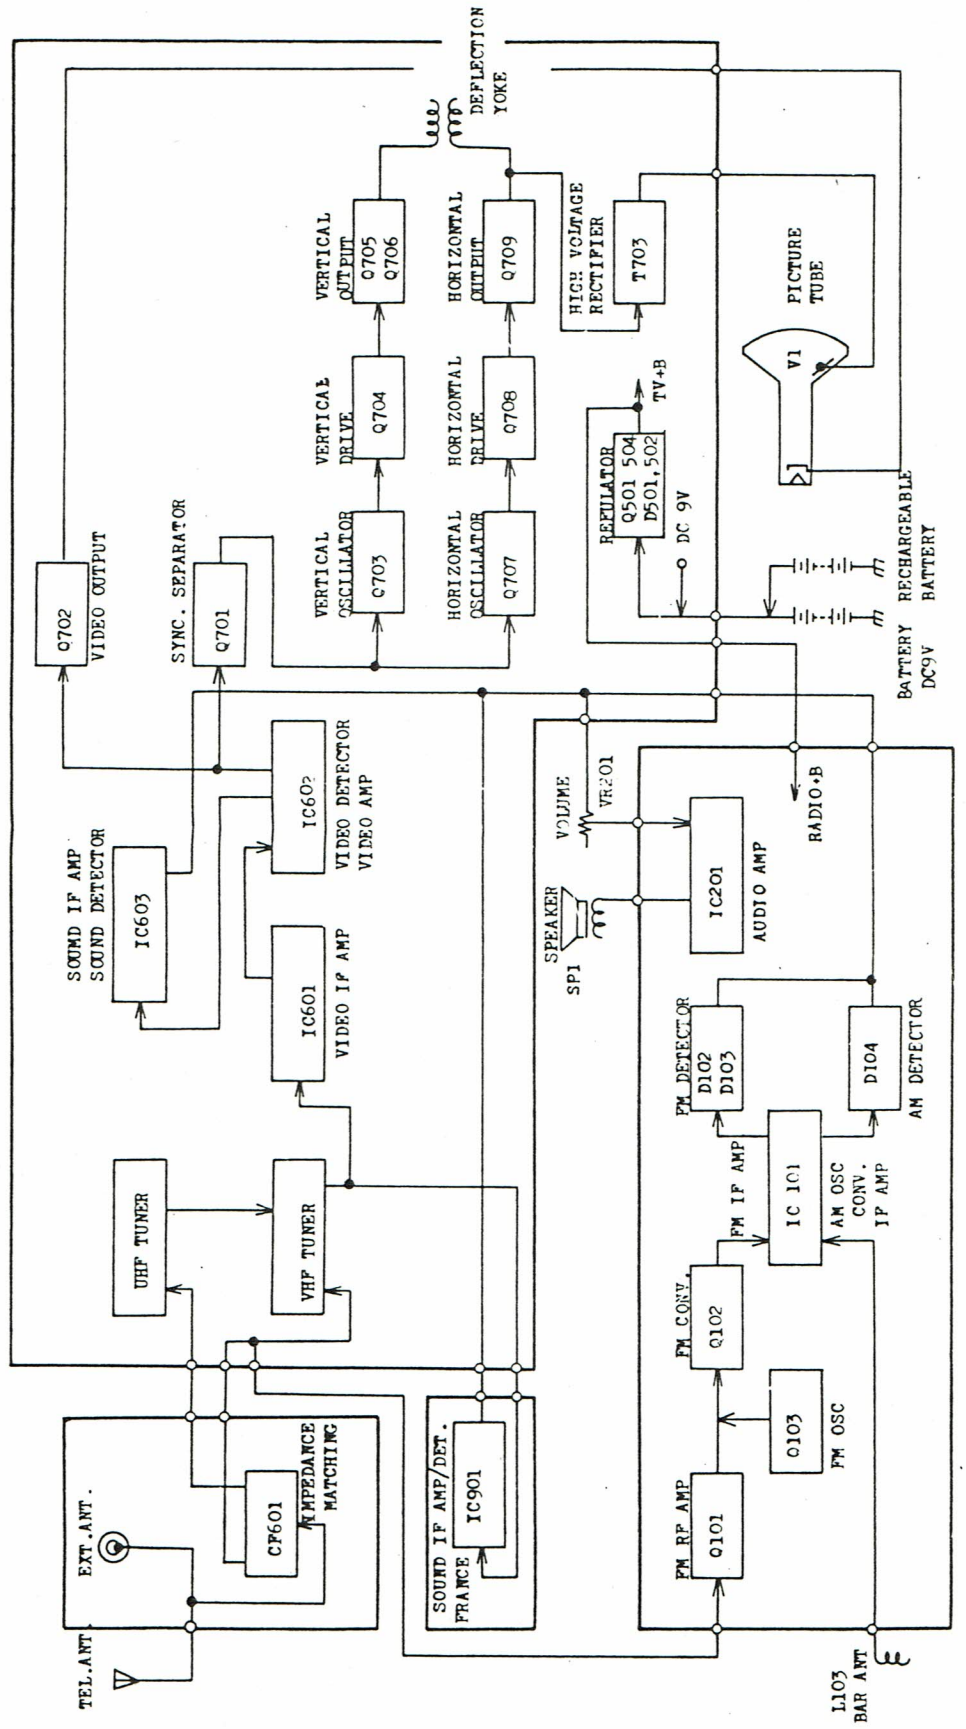 TEL.ANT
EXT.ANT.
CF601
IMPEDANCE
MATCHING
UHF TUNER
VHF TUNER
SOUMD IF AMP
SOUND DETECTOR
IC603
IC601
VIDEO IF AMP
IC602
VIDEO DETECTOR
VIDEO AMP
Q702
VIDEO OUTPUT
SYNC. SEPARATOR
Q701
VERTICAL
OSCILLATOR
Q703
VERTICAL
DRIVE
Q704
VERTICAL
OUTPUT
Q705
Q706
HORIZONTAL
OSCILLATOR
Q707
HORIZONTAL
DRIVE
Q708
HORIZONTAL
OUTPUT
Q709
DEFLECTION
YOKE
HIGH VOLTAGE
RECTIFIER
T703
REFULATOR
Q501 504
D501,502
TV+B
DC 9V
PICTURE
TUBE
V1
BATTERY
DC9V
RECHARGEABLE
BATTERY
SOUND IF AMP/DET.
FRANCE
IC901
SPEAKER
SP1
VOLUME
VR201
IC201
AUDIO AMP
RADIO+B
FM RF AMP
Q101
Q103
FM OSC
FM CONV.
Q102
FM IF AMP
IC 101
AM OSC
CONV.
IF AMP
FM DETECTOR
D102
D103
D104
AM DETECTOR
L103
BAR ANT